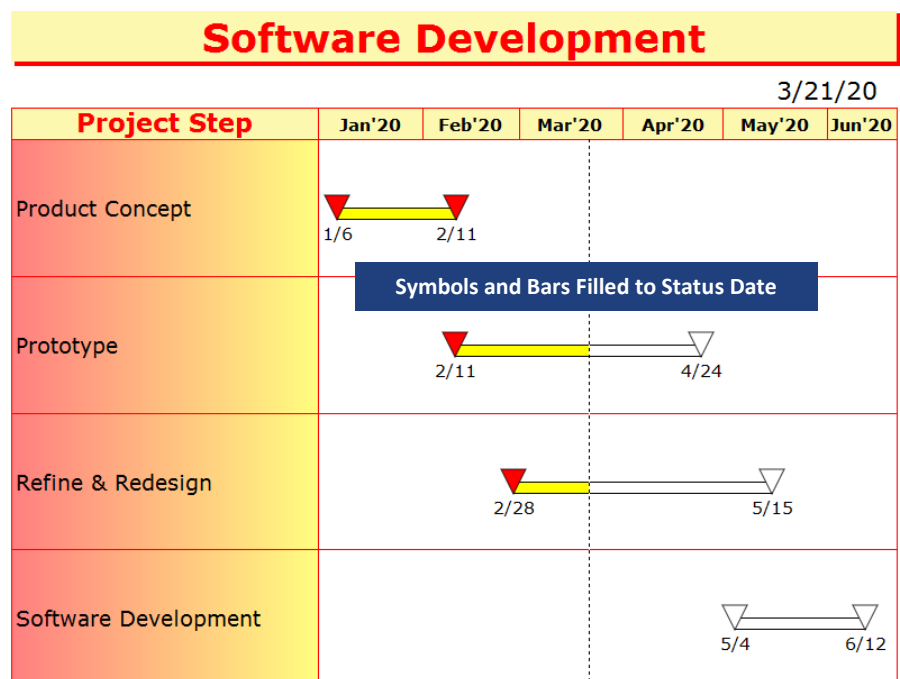 Software Development
3/21/20
Project Step Jan'20 Feb'20 Mar'20 Apr'20 May'20 Jun'20
Product Concept
1/6 2/11
Symbols and Bars Filled to Status Date
Prototype
2/11 4/24
Refine & Redesign
2/28 5/15
Software Development
5/4 6/12